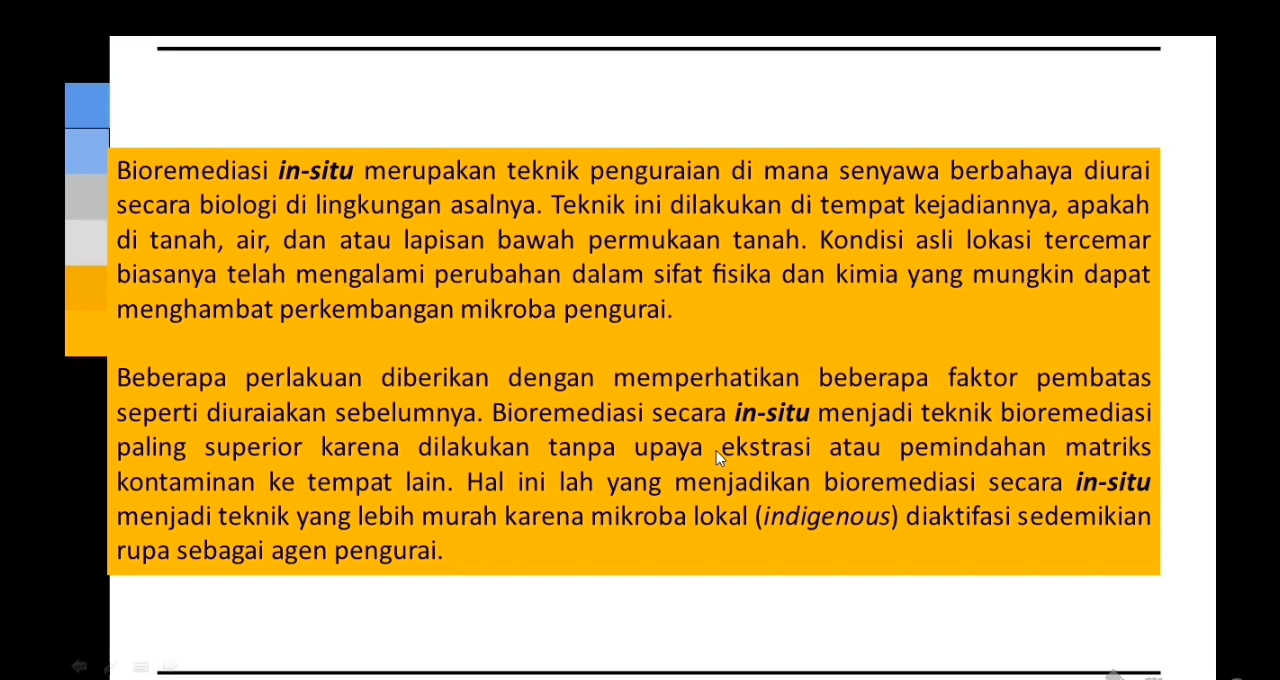 Bioremediasi in-situ merupakan teknik penguraian di mana senyawa berbahaya diurai
secara biologi di lingkungan asalnya. Teknik ini dilakukan di tempat kejadiannya, apakah
di tanah, air, dan atau lapisan bawah permukaan tanah. Kondisi asli lokasi tercemar
biasanya telah mengalami perubahan dalam sifat fisika dan kimia yang mungkin dapat
menghambat perkembangan mikroba pengurai.
Beberapa perlakuan diberikan dengan memperhatikan beberapa faktor pembatas
seperti diuraiakan sebelumnya. Bioremediasi secara in-situ menjadi teknik bioremediasi
paling superior karena dilakukan tanpa upaya ekstrasi atau pemindahan matriks
kontaminan ke tempat lain. Hal ini lah yang menjadikan bioremediasi secara in-situ
menjadi teknik yang lebih murah karena mikroba lokal (indigenous) diaktifasi sedemikian
rupa sebagai agen pengurai.